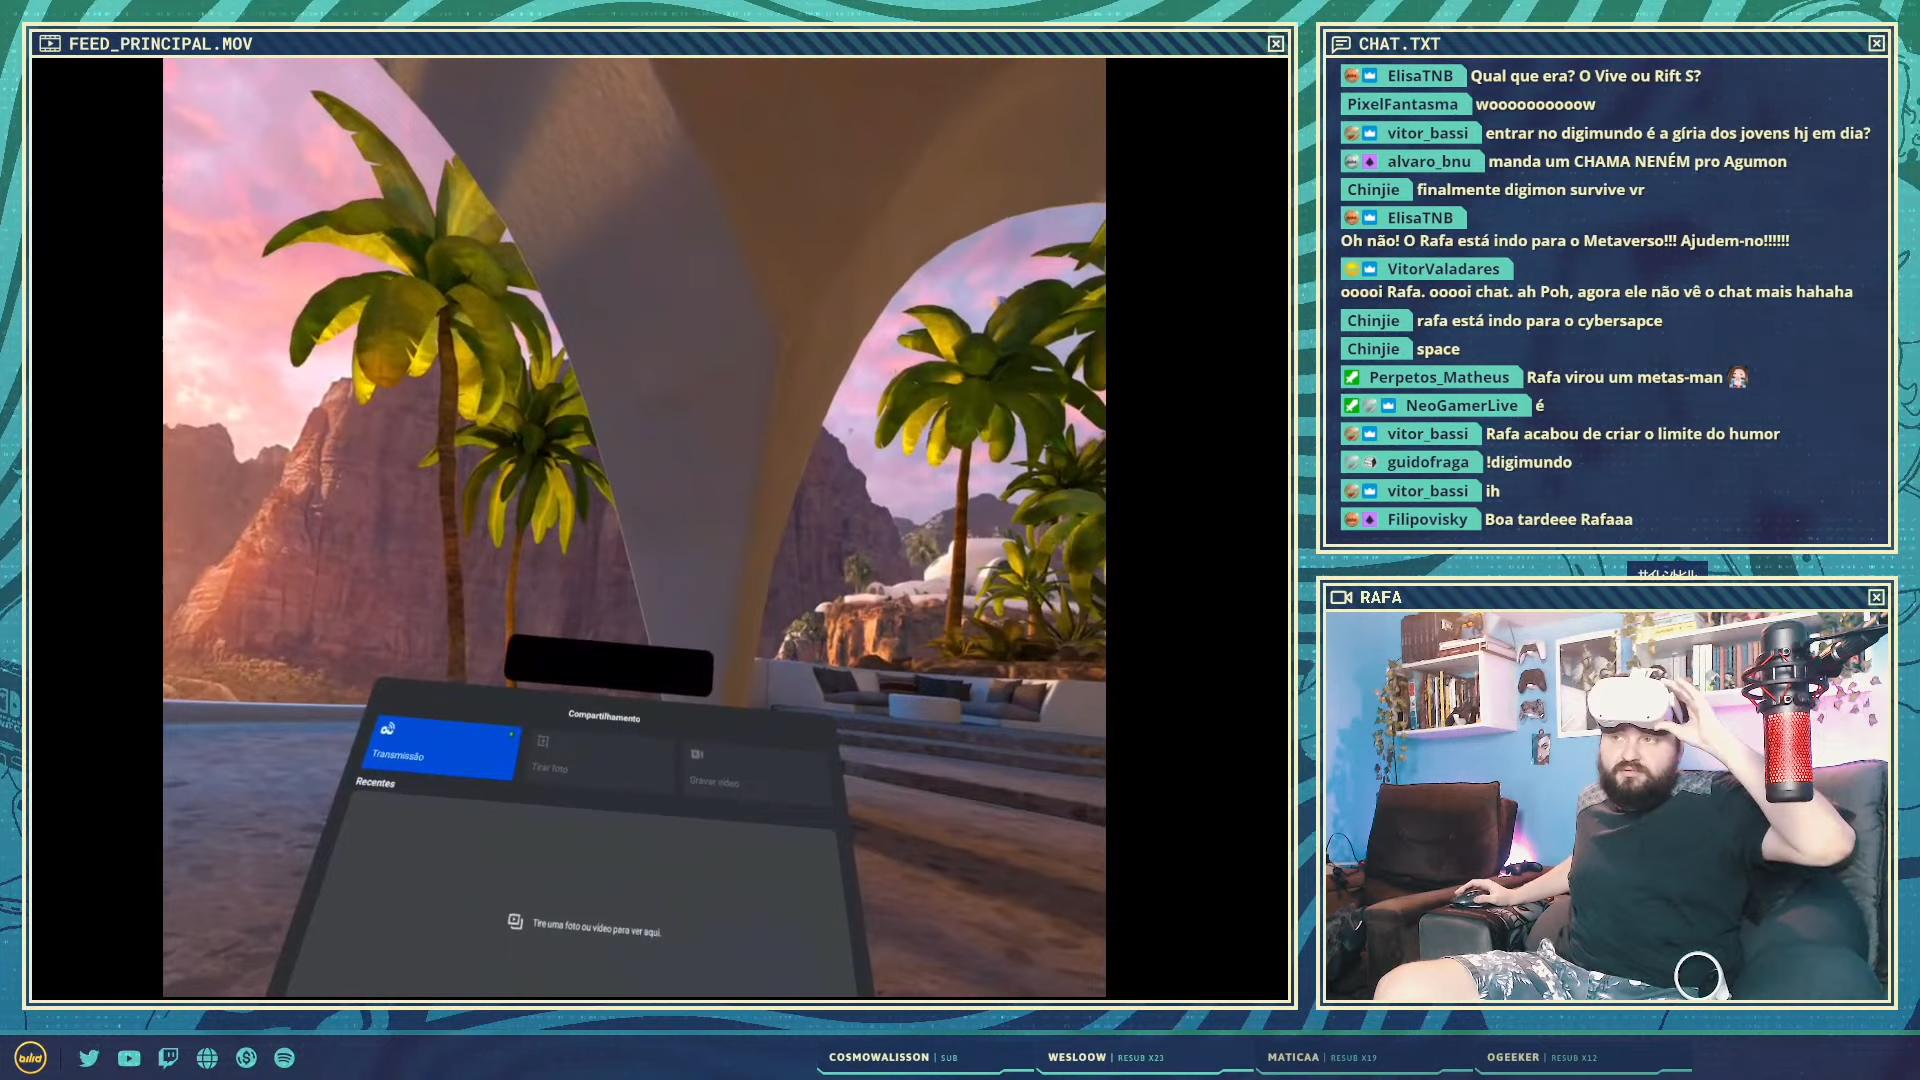 FEED_PRINCIPAL.MOV
Compartilhamento
Transmissão
Tirar foto
Gravar vídeo
Recentes
Tire uma foto ou vídeo para ver aqui.
CHAT.TXT
ElisaTNB Qual que era? O Vive ou Rift S?
PixelFantasma woooooooooow
vitor_bassi entrar no digimundo é a gíria dos jovens hj em dia?
alvaro_bnu manda um CHAMA NENÉM pro Agumon
Chinjie finalmente digimon survive vr
ElisaTNB
Oh não! O Rafa está indo para o Metaverso!!! Ajudem-no!!!!!!
VitorValadares
ooooi Rafa. ooooi chat. ah Poh, agora ele não vê o chat mais hahaha
Chinjie rafa está indo para o cybersapce
Chinjie space
Perpetos_Matheus Rafa virou um metas-man
NeoGamerLive é
vitor_bassi Rafa acabou de criar o limite do humor
guidofraga !digimundo
vitor_bassi ih
Filipovisky Boa tardeee Rafaaa
RAFA
bilid
COSMOWALISSON | SUB
WESLOOW | RESUB X23
MATICAA | RESUB X19
OGEEKER | RESUB X12